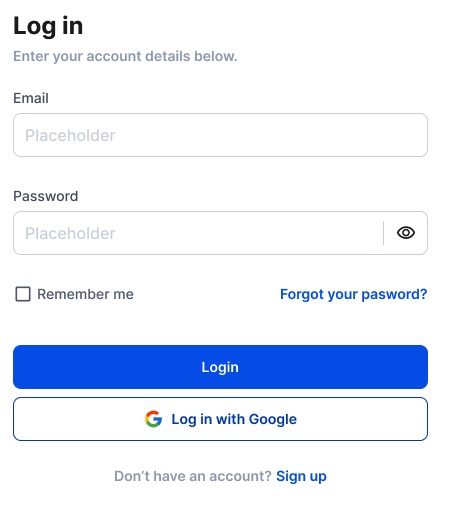 Log in
Enter your account details below.
Email
Placeholder
Password
Placeholder
Remember me
Forgot your pasword?
Login
Log in with Google
Don't have an account? Sign up